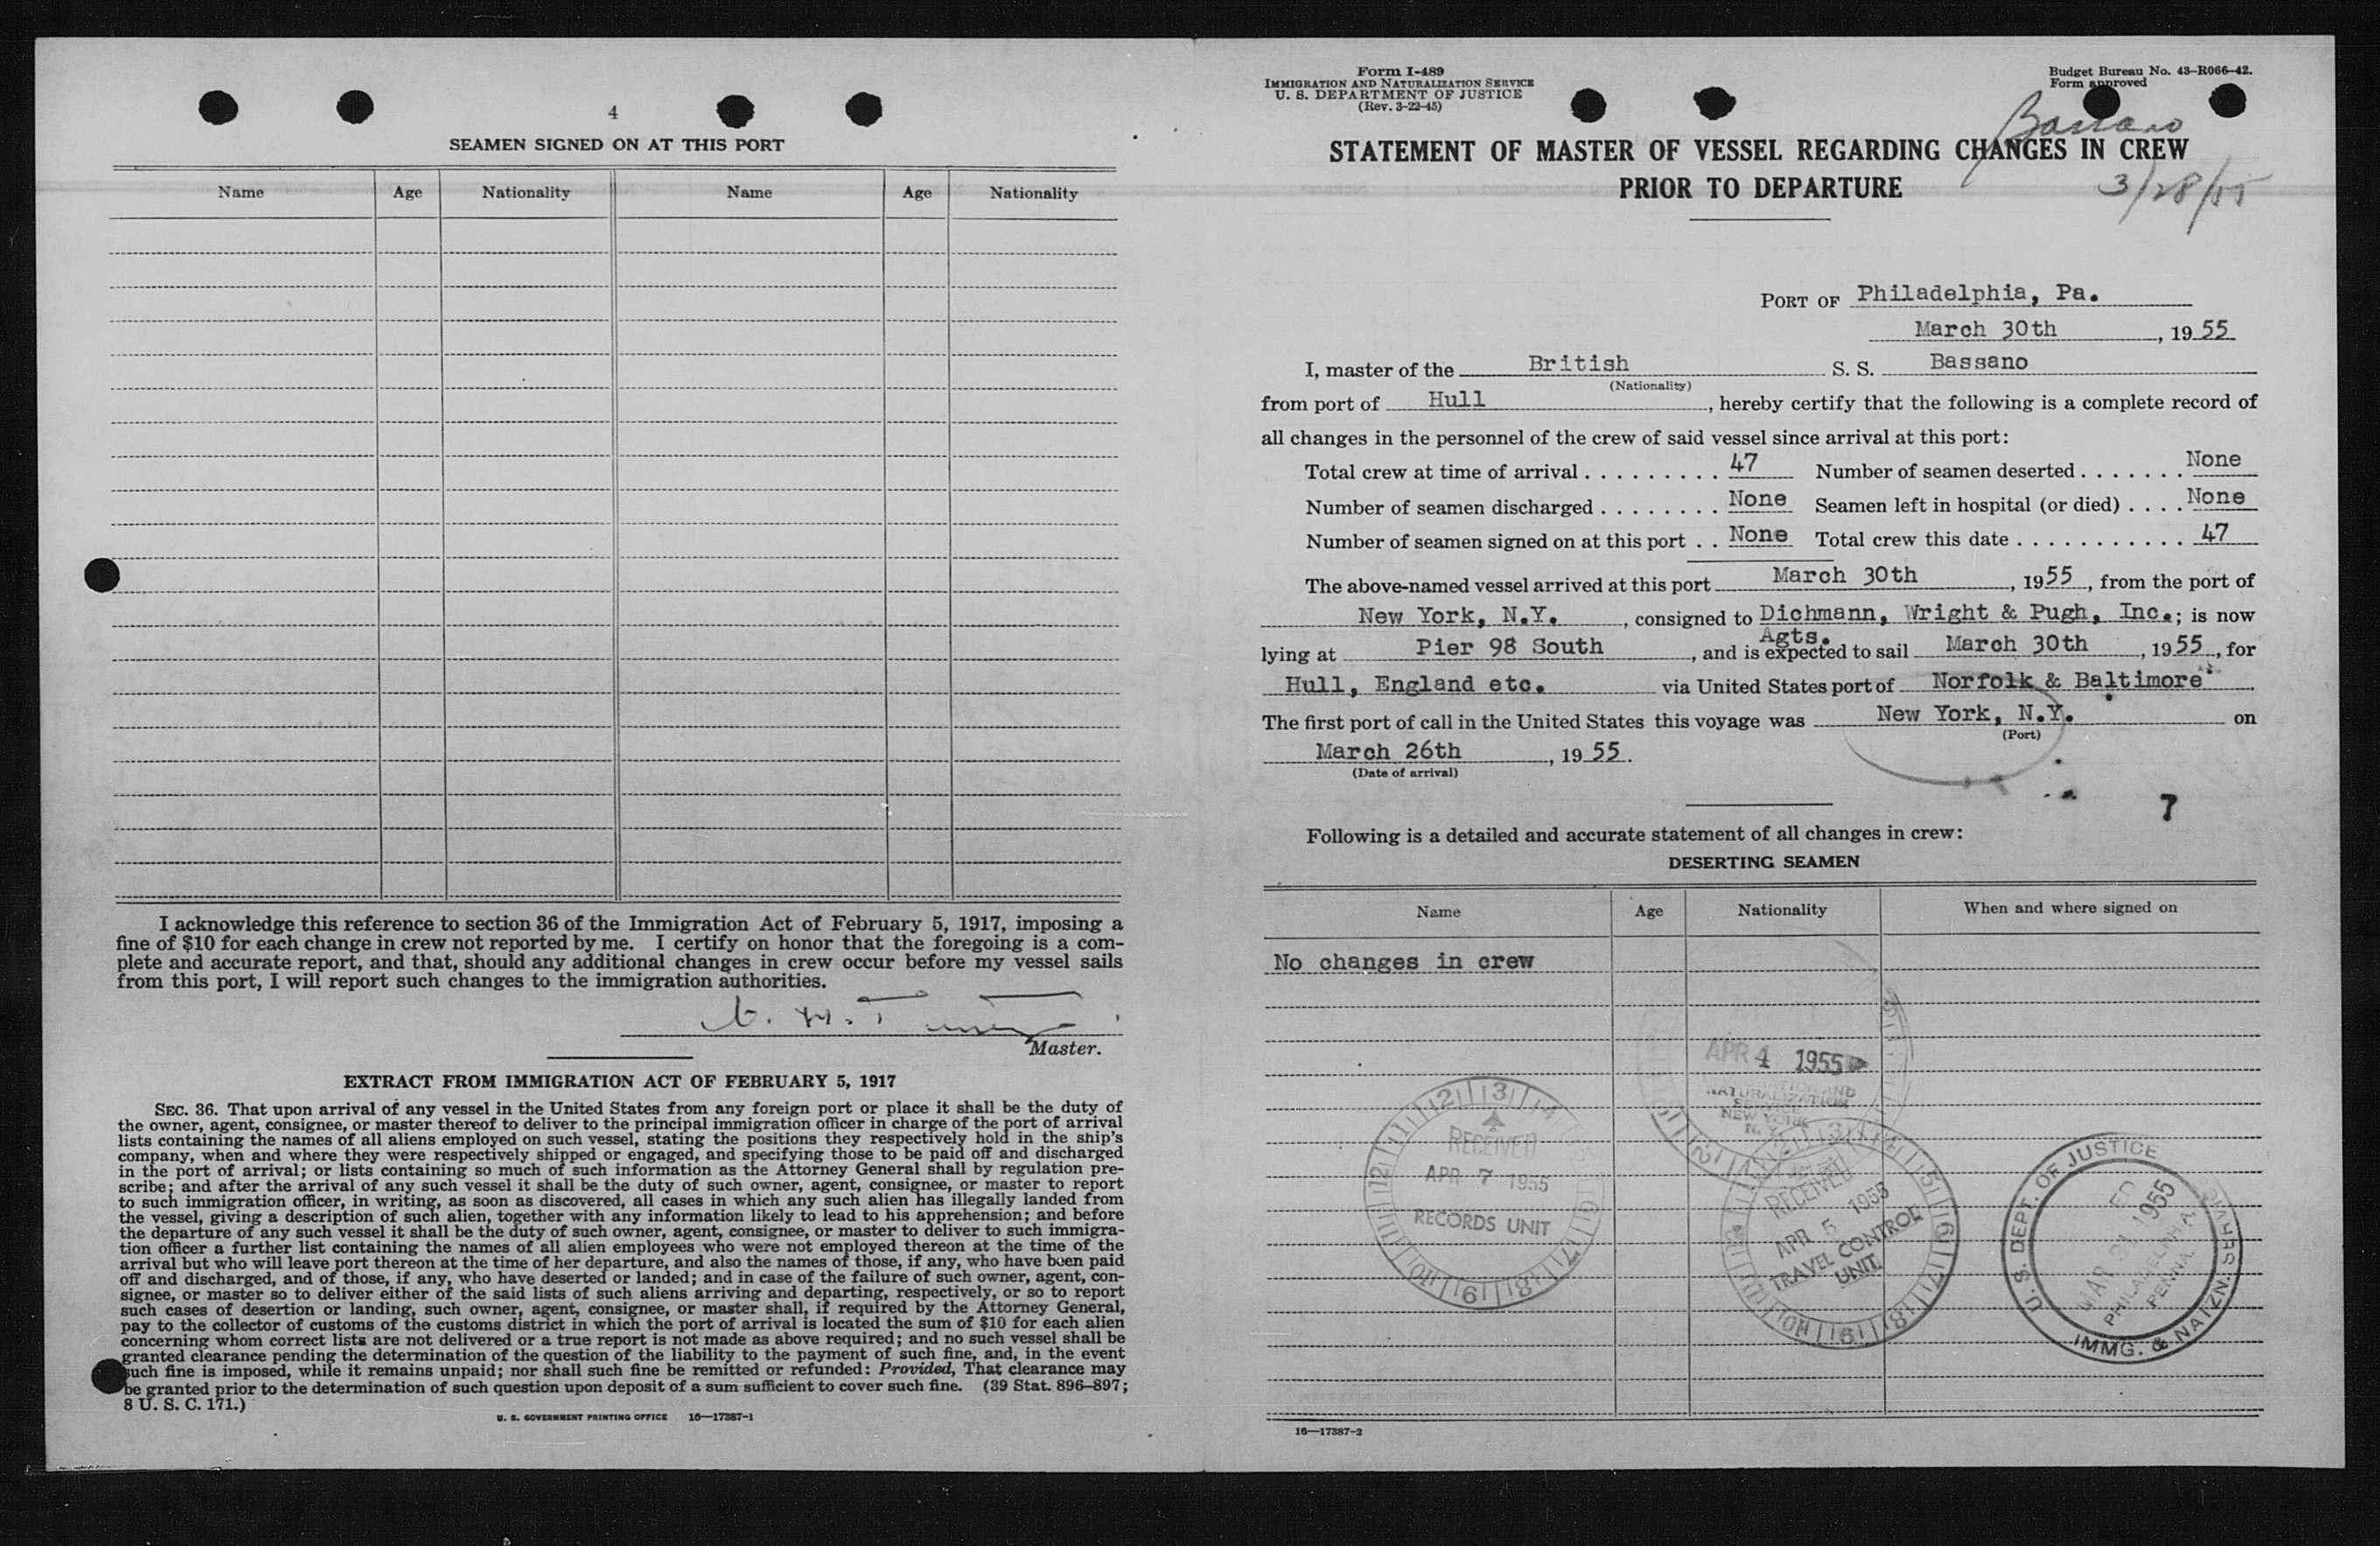 4
SEAMEN SIGNED ON AT THIS PORT
Name Age Nationality Name Age Nationality
I acknowledge this reference to section 36 of the Immigration Act of February 5, 1917, imposing a
fine of $10 for each change in crew not reported by me. I certify on honor that the foregoing is a com-
plete and accurate report, and that, should any additional changes in crew occur before my vessel sails
from this port, I will report such changes to the immigration authorities.
Master.
EXTRACT FROM IMMIGRATION ACT OF FEBRUARY 5, 1917
SEC. 36. That upon arrival of any vessel in the United States from any foreign port or place it shall be the duty of
the owner, agent, consignee, or master thereof to deliver to the principal immigration officer in charge of the port of arrival
lists containing the names of all aliens employed on such vessel, stating the positions they respectively hold in the ship's
company, when and where they were respectively shipped or engaged, and specifying those to be paid off and discharged
in the port of arrival; or lists containing so much of such information as the Attorney General shall by regulation pre-
scribe; and after the arrival of any such vessel it shall be the duty of such owner, agent, consignee, or master to report
to such immigration officer, in writing, as soon as discovered, all cases in which any such alien has illegally landed from
the vessel, giving a description of such alien, together with any information likely to lead to his apprehension; and before
the departure of any such vessel it shall be the duty of such owner, agent, consignee, or master to deliver to such immigra-
tion officer a further list containing the names of all alien employees who were not employed thereon at the time of the
arrival but who will leave port thereon at the time of her departure, and also the names of those, if any, who have been paid
off and discharged, and of those, if any, who have deserted or landed; and in case of the failure of such owner, agent, con-
signee, or master so to deliver either of the said lists of such aliens arriving and departing, respectively, or so to report
such cases of desertion or landing, such owner, agent, consignee, or master shall, if required by the Attorney General,
pay to the collector of customs of the customs district in which the port of arrival is located the sum of $10 for each alien
concerning whom correct lists are not delivered or a true report is not made as above required; and no such vessel shall be
granted clearance pending the determination of the question of the liability to the payment of such fine, and, in the event
such fine is imposed, while it remains unpaid; nor shall such fine be remitted or refunded: Provided, That clearance may
be granted prior to the determination of such question upon deposit of a sum sufficient to cover such fine. (39 Stat. 896–897;
8 U. S. C. 171.)
U. S. GOVERNMENT PRINTING OFFICE 16—17387-1
Form I-489
IMMIGRATION AND NATURALIZATION SERVICE
U. S. DEPARTMENT OF JUSTICE
(Rev. 3-22-45)
Budget Bureau No. 43-R066-42.
Form approved
Bassano
STATEMENT OF MASTER OF VESSEL REGARDING CHANGES IN CREW
PRIOR TO DEPARTURE
3/28/55
PORT OF Philadelphia, Pa.
March 30th, 1955
I, master of the British S. S. Bassano
(Nationality)
from port of Hull, hereby certify that the following is a complete record of
all changes in the personnel of the crew of said vessel since arrival at this port:
Total crew at time of arrival . . . . . . . . . 47 Number of seamen deserted . . . . . . . None
Number of seamen discharged . . . . . . . . None Seamen left in hospital (or died) . . . . None
Number of seamen signed on at this port . . None Total crew this date . . . . . . . . . . . 47
The above-named vessel arrived at this port March 30th, 1955, from the port of
New York, N.Y., consigned to Dichmann, Wright & Pugh, Inc.; is now
Agts.
lying at Pier 98 South, and is expected to sail March 30th, 1955, for
Hull, England etc. via United States port of Norfolk & Baltimore
The first port of call in the United States this voyage was New York, N.Y. on
(Port)
March 26th, 1955.
(Date of arrival)
7
Following is a detailed and accurate statement of all changes in crew:
DESERTING SEAMEN
Name Age Nationality When and where signed on
No changes in crew
APR 4 1955
NATURALIZATION
NEW YORK
N. Y.
RECEIVED
APR 7 1955
RECORDS UNIT
RECEIVED
APR 5 1955
TRAVEL CONTROL
UNIT
U. S. DEPT. OF JUSTICE
MAR 31 1955
PHILADELPHIA,
PENNA.
IMMG. & NATZN. SERV.
16—17387-2